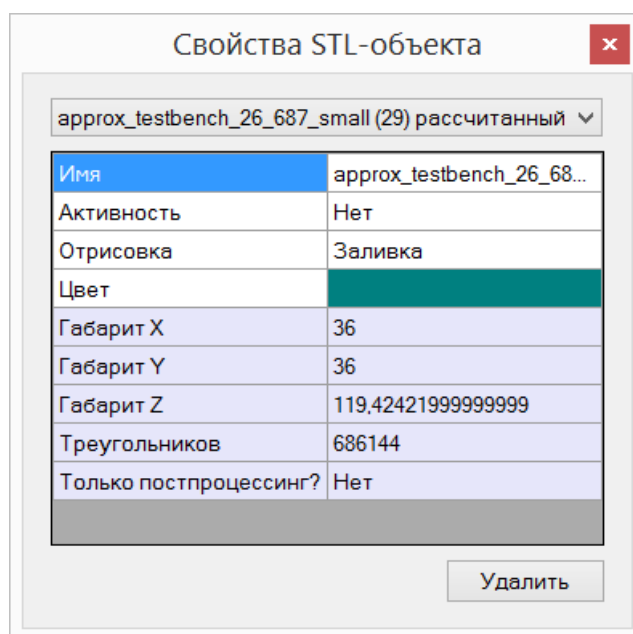 Свойства STL-объекта
approx_testbench_26_687_small (29) рассчитанный
Имя approx_testbench_26_68...
Активность Нет
Отрисовка Заливка
Цвет
Габарит X 36
Габарит Y 36
Габарит Z 119,42421999999999
Треугольников 686144
Только постпроцессинг? Нет
Удалить